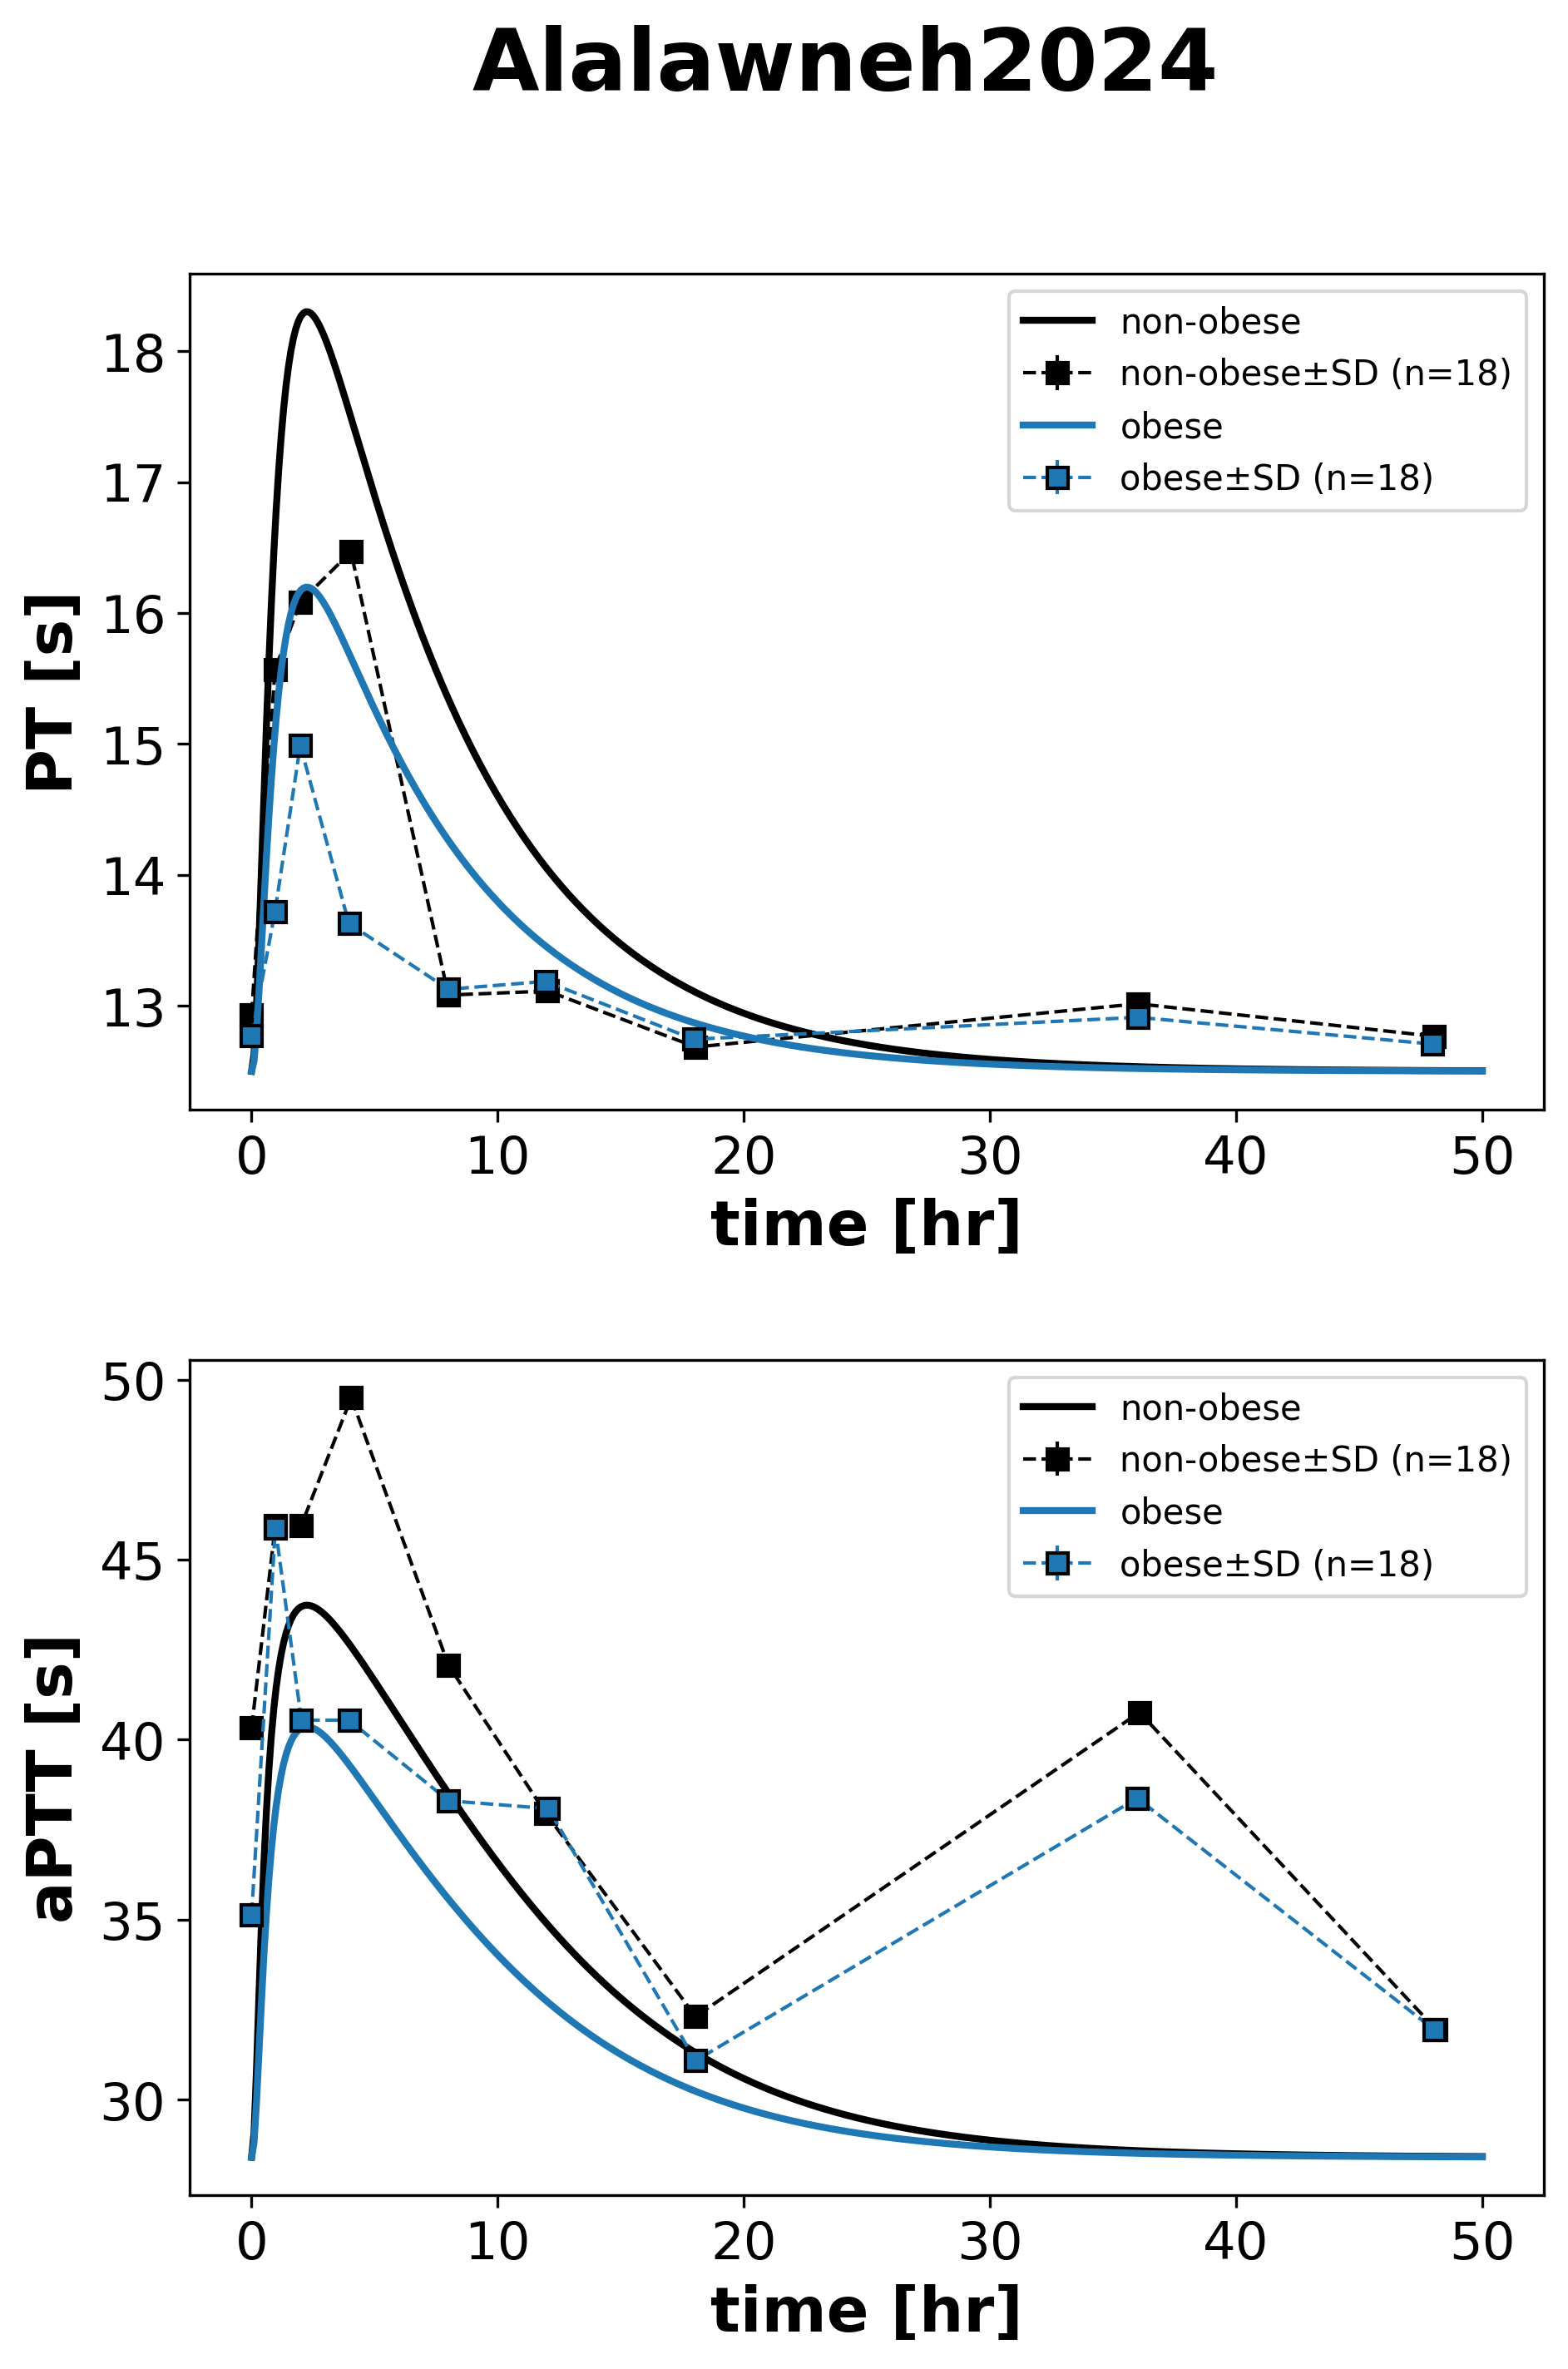 Alalawneh2024
PT [s]
18
17
16
15
14
13
non-obese
non-obese±SD (n=18)
obese
obese±SD (n=18)
0 10 20 30 40 50
time [hr]
aPTT [s]
50
45
40
35
30
non-obese
non-obese±SD (n=18)
obese
obese±SD (n=18)
0 10 20 30 40 50
time [hr]